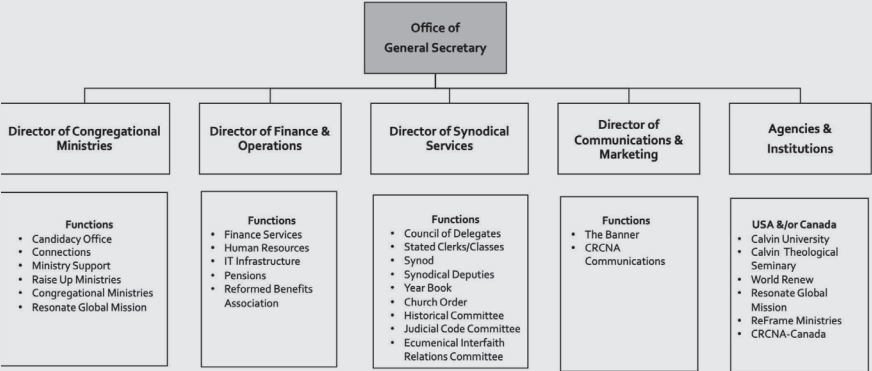 Office of
General Secretary
Director of Congregational
Ministries
Director of Finance &
Operations
Director of Synodical
Services
Director of
Communications &
Marketing
Agencies &
Institutions
Functions
• Candidacy Office
• Connections
• Ministry Support
• Raise Up Ministries
• Congregational Ministries
• Resonate Global Mission
Functions
• Finance Services
• Human Resources
• IT Infrastructure
• Pensions
• Reformed Benefits
Association
Functions
• Council of Delegates
• Stated Clerks/Classes
• Synod
• Synodical Deputies
• Year Book
• Church Order
• Historical Committee
• Judicial Code Committee
• Ecumenical Interfaith
Relations Committee
Functions
• The Banner
• CRCNA
Communications
USA &/or Canada
• Calvin University
• Calvin Theological
Seminary
• World Renew
• Resonate Global
Mission
• ReFrame Ministries
• CRCNA-Canada